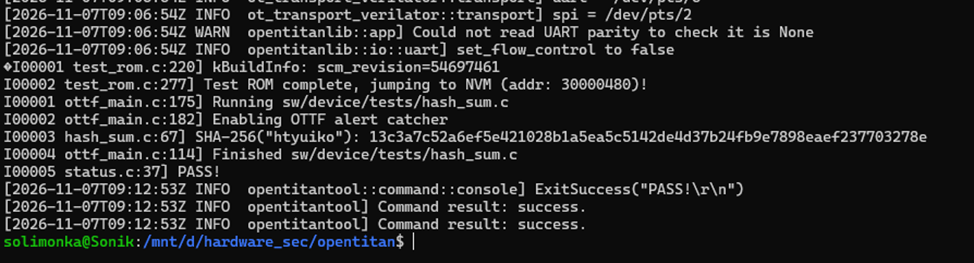 [2026-11-07T09:06:54Z INFO  ot_transport_verilator::transport] spi = /dev/pts/2
[2026-11-07T09:06:54Z WARN  opentitanlib::app] Could not read UART parity to check it is None
[2026-11-07T09:06:54Z INFO  opentitanlib::io::uart] set_flow_control to false
�I00001 test_rom.c:220] kBuildInfo: scm_revision=54697461
I00002 test_rom.c:277] Test ROM complete, jumping to NVM (addr: 30000480)!
I00001 ottf_main.c:175] Running sw/device/tests/hash_sum.c
I00002 ottf_main.c:182] Enabling OTTF alert catcher
I00003 hash_sum.c:67] SHA-256("htyuiko"): 13c3a7c52a6ef5e421028b1a5ea5c5142de4d37b24fb9e7898eaef237703278e
I00004 ottf_main.c:114] Finished sw/device/tests/hash_sum.c
I00005 status.c:37] PASS!
[2026-11-07T09:12:53Z INFO  opentitantool::command::console] ExitSuccess("PASS!\r\n")
[2026-11-07T09:12:53Z INFO  opentitantool] Command result: success.
[2026-11-07T09:12:53Z INFO  opentitantool] Command result: success.
solimonka@Sonik:/mnt/d/hardware_sec/opentitan$